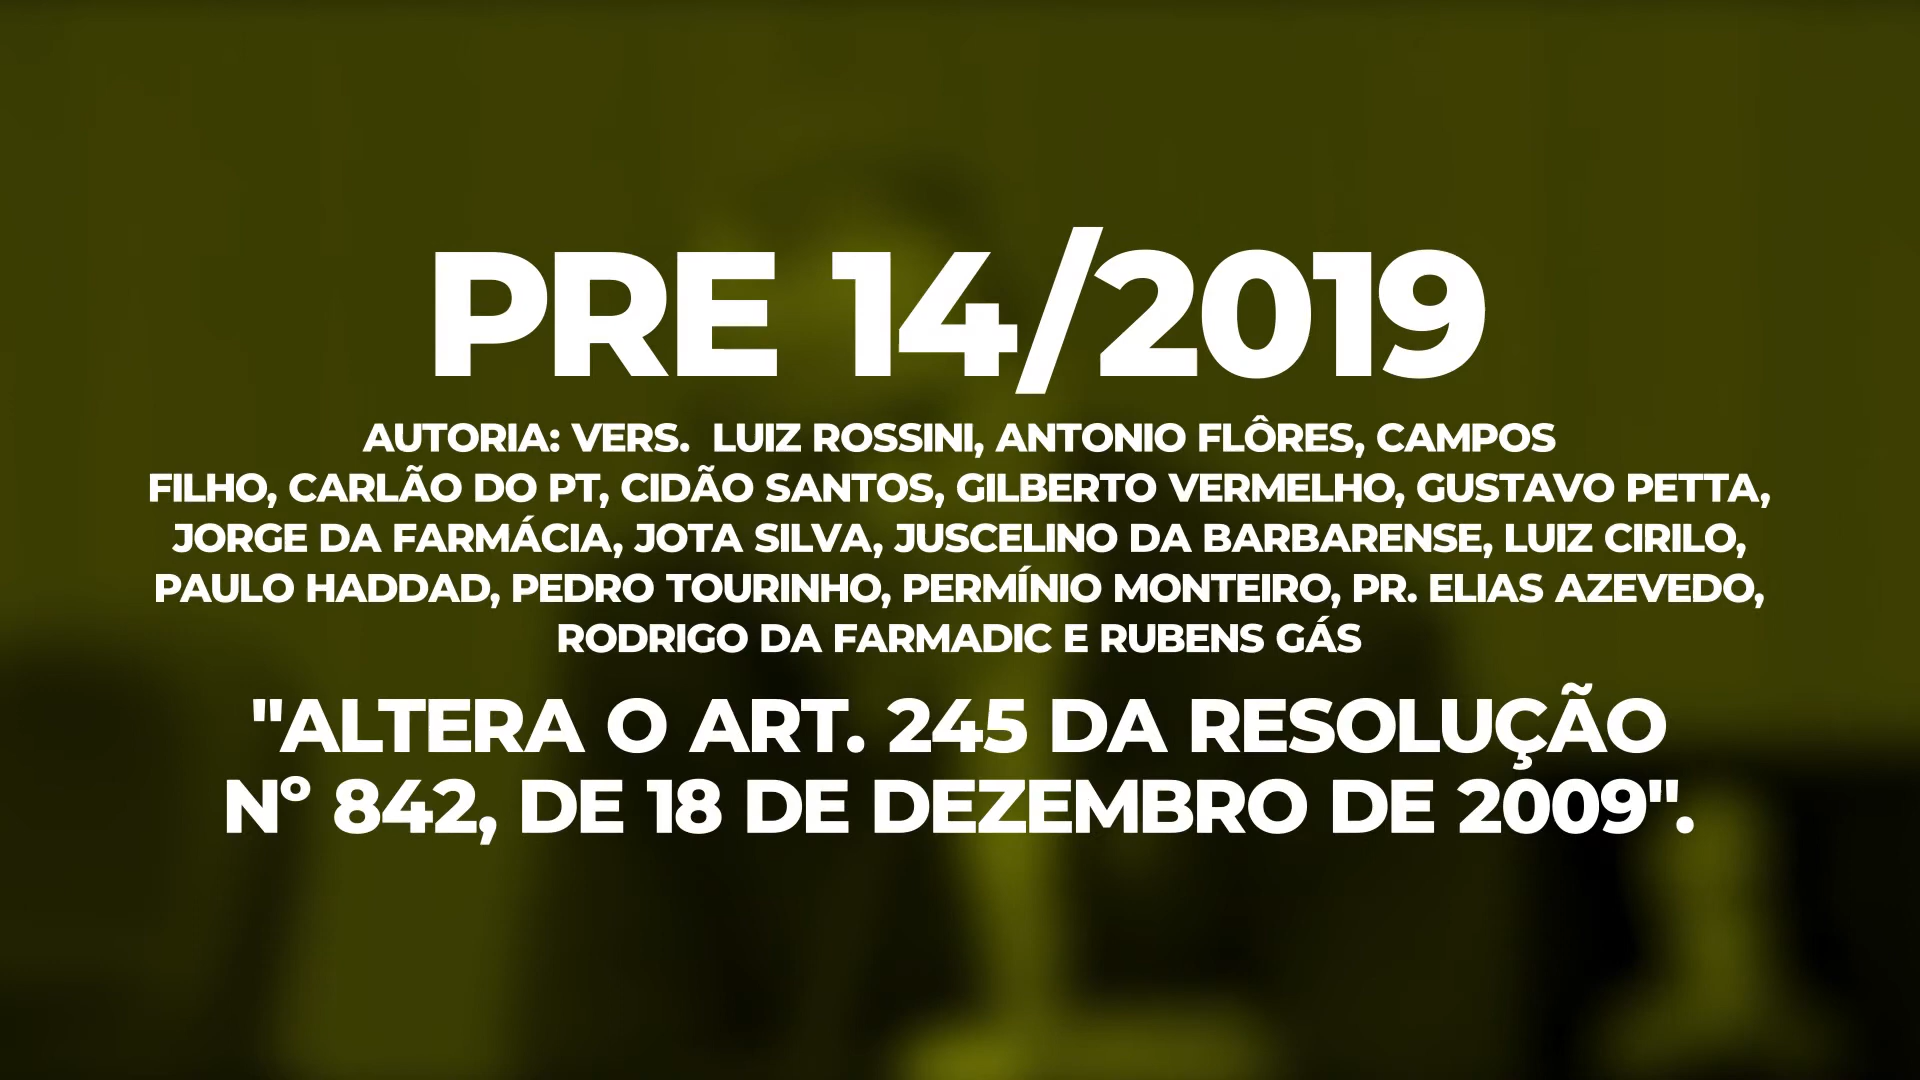 PRE 14/2019
AUTORIA: VERS. LUIZ ROSSINI, ANTONIO FLÔRES, CAMPOS
FILHO, CARLÃO DO PT, CIDÃO SANTOS, GILBERTO VERMELHO, GUSTAVO PETTA,
JORGE DA FARMÁCIA, JOTA SILVA, JUSCELINO DA BARBARENSE, LUIZ CIRILO,
PAULO HADDAD, PEDRO TOURINHO, PERMÍNIO MONTEIRO, PR. ELIAS AZEVEDO,
RODRIGO DA FARMADIC E RUBENS GÁS
"ALTERA O ART. 245 DA RESOLUÇÃO
Nº 842, DE 18 DE DEZEMBRO DE 2009".